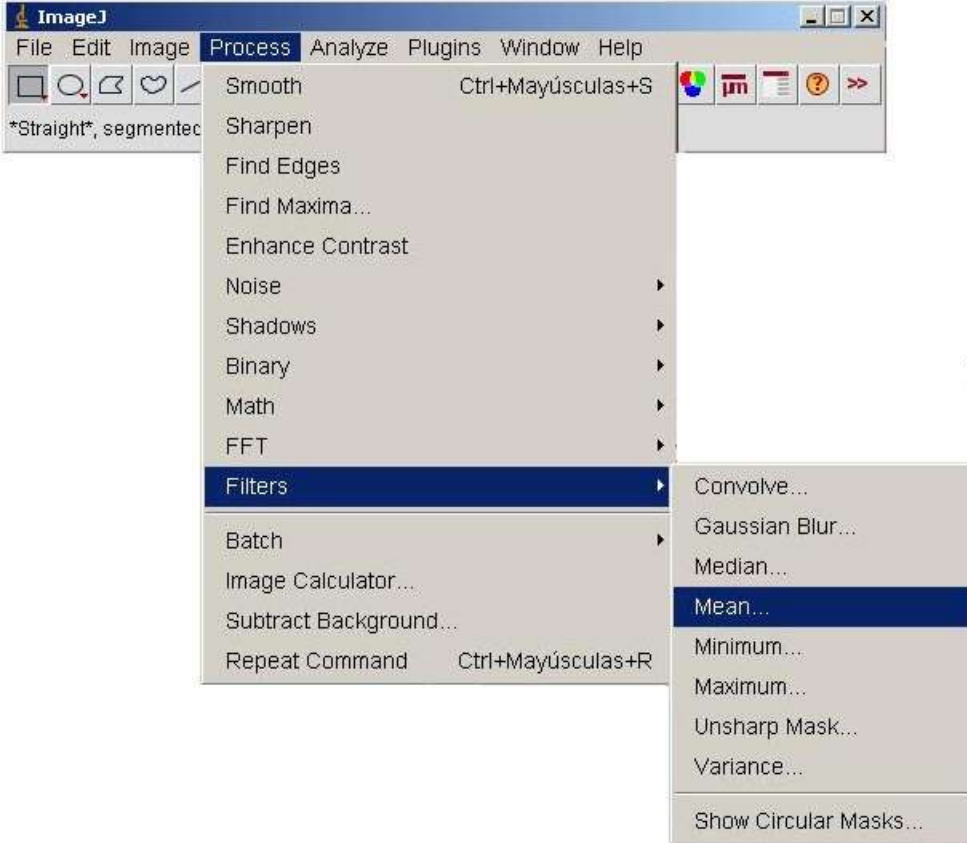 ImageJ
File Edit Image Process Analyze Plugins Window Help
µm ? >>
*Straight*, segmented
Smooth Ctrl+Mayúsculas+S
Sharpen
Find Edges
Find Maxima...
Enhance Contrast
Noise
Shadows
Binary
Math
FFT
Filters
Batch
Image Calculator...
Subtract Background...
Repeat Command Ctrl+Mayúsculas+R
Convolve...
Gaussian Blur...
Median...
Mean...
Minimum...
Maximum...
Unsharp Mask...
Variance...
Show Circular Masks...